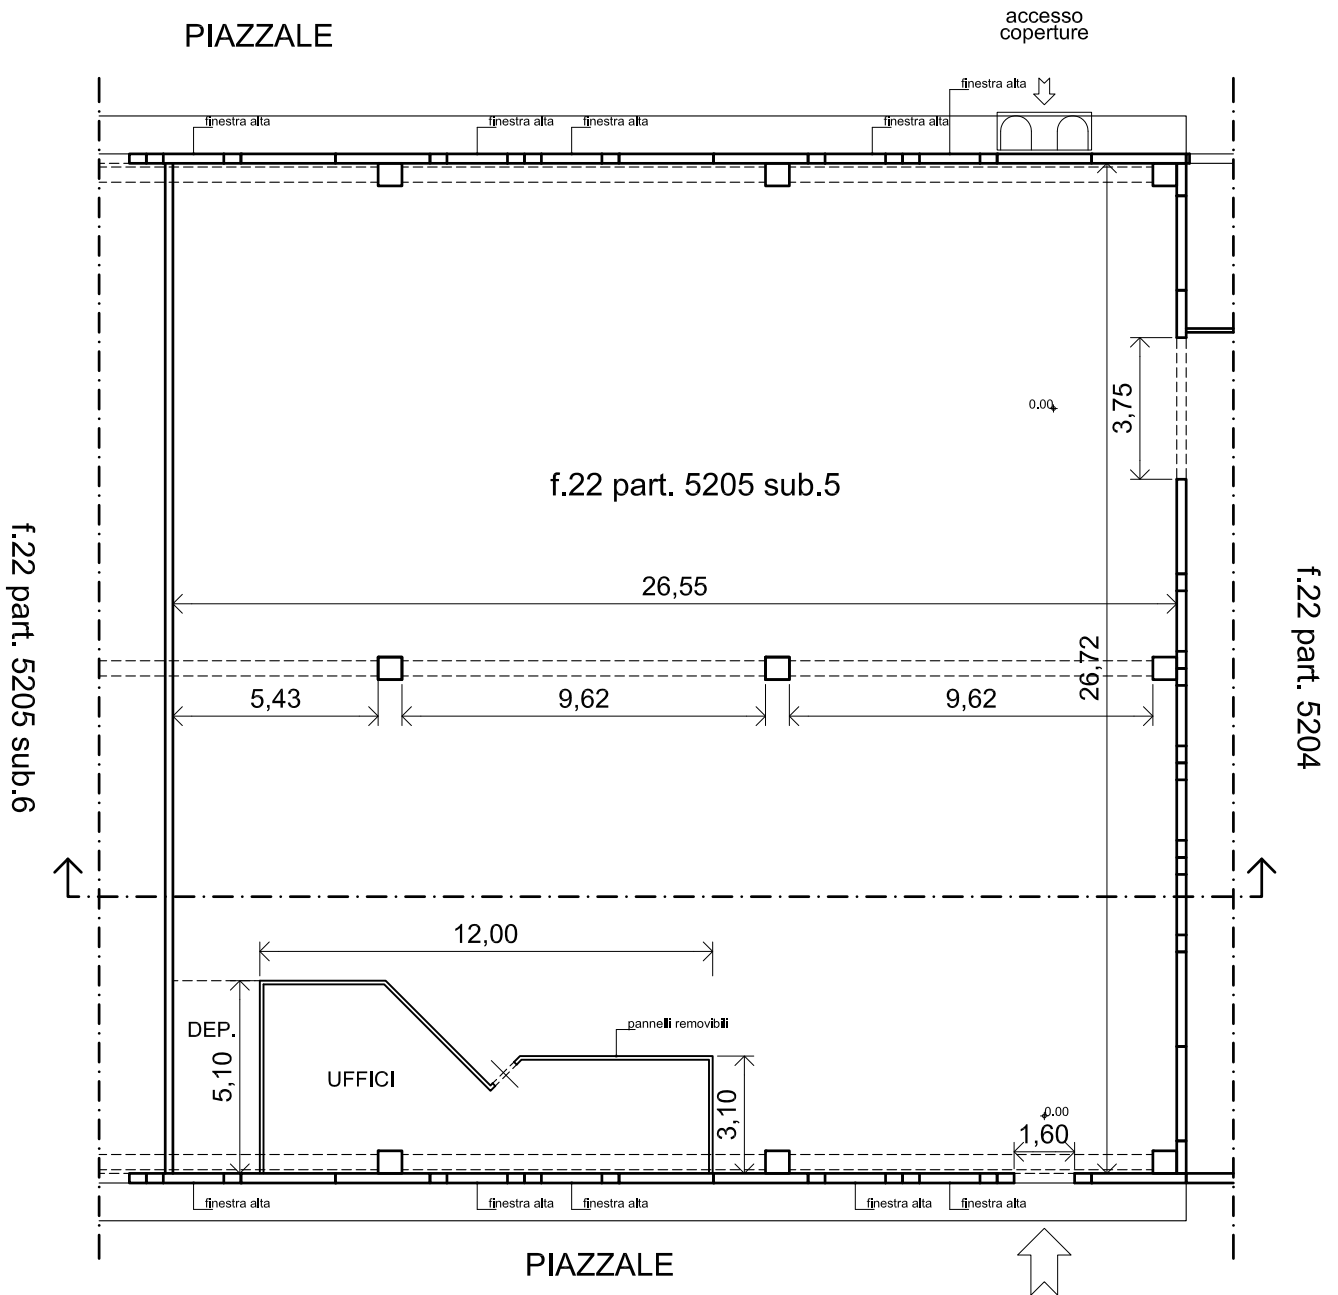 PIAZZALE
accesso
coperture
finestra alta
finestra alta
finestra alta
finestra alta
finestra alta
3,75
0.00
f.22 part. 5205 sub.5
26,55
f.22 part. 5205 sub.6
f.22 part. 5204
26,72
5,43
9,62
9,62
12,00
DEP.
5,10
UFFICI
pannelli removibili
3,10
0.00
1,60
finestra alta
finestra alta
finestra alta
finestra alta
finestra alta
PIAZZALE